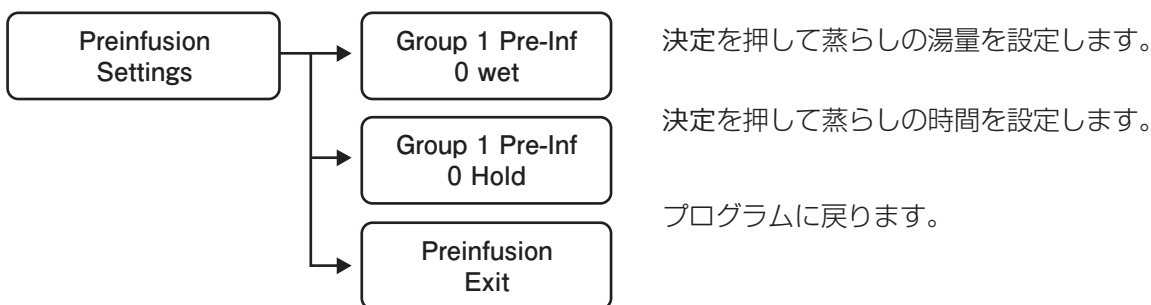 Preinfusion
Settings
Group 1 Pre-Inf
0 wet
決定を押して蒸らしの湯量を設定します。
Group 1 Pre-Inf
0 Hold
決定を押して蒸らしの時間を設定します。
Preinfusion
Exit
プログラムに戻ります。